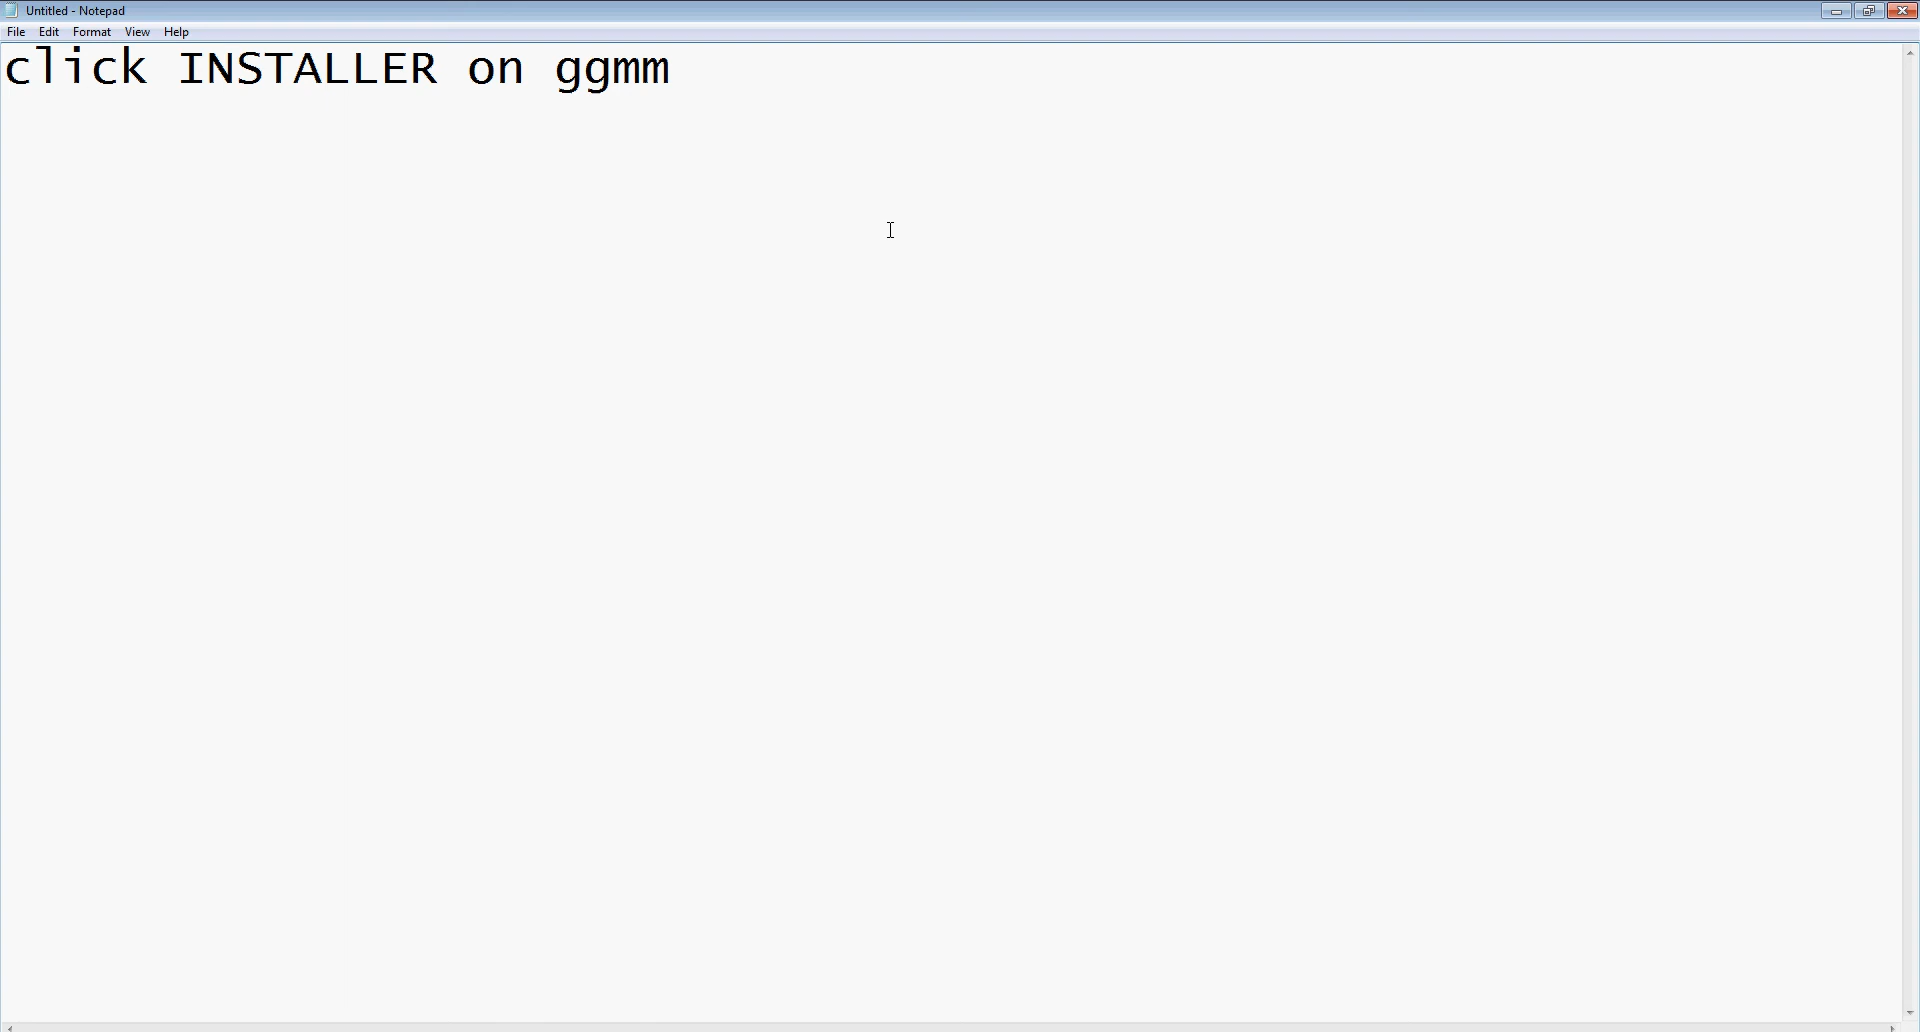 Untitled - Notepad
File Edit Format View Help
click INSTALLER on ggmm